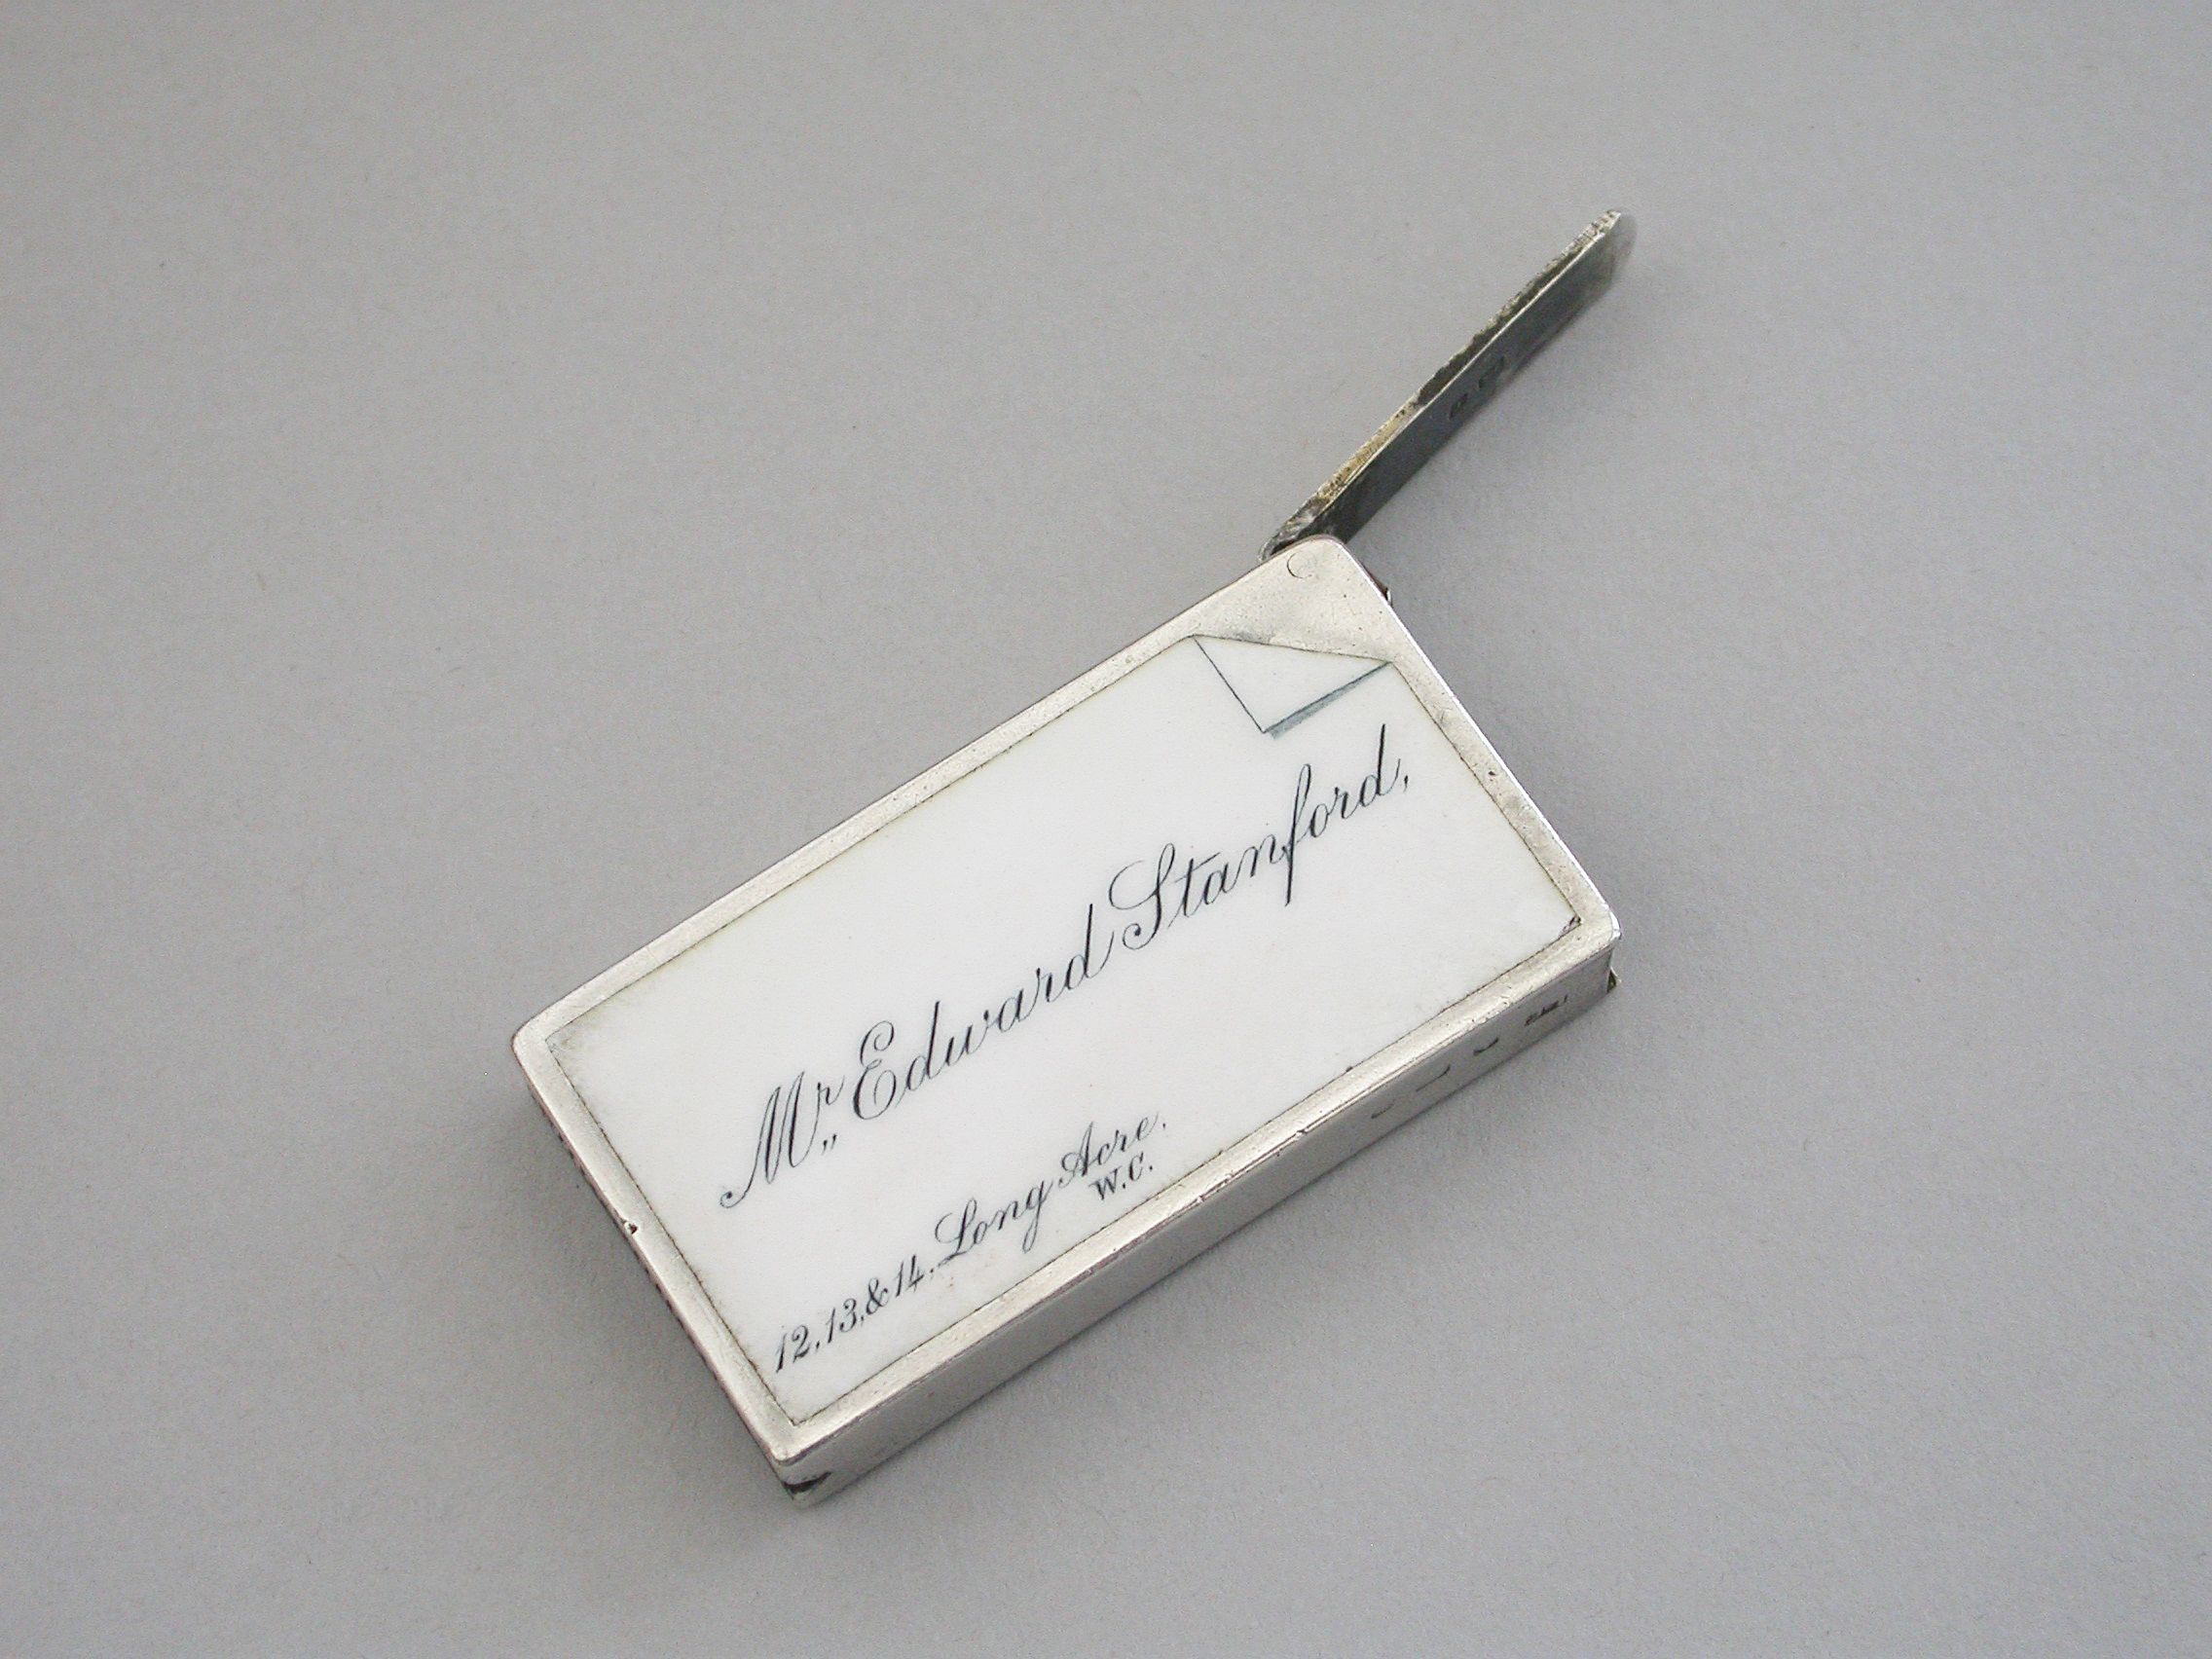 Mr,, Edward Stanford,
12, 13, & 14, Long Acre,
W.C.